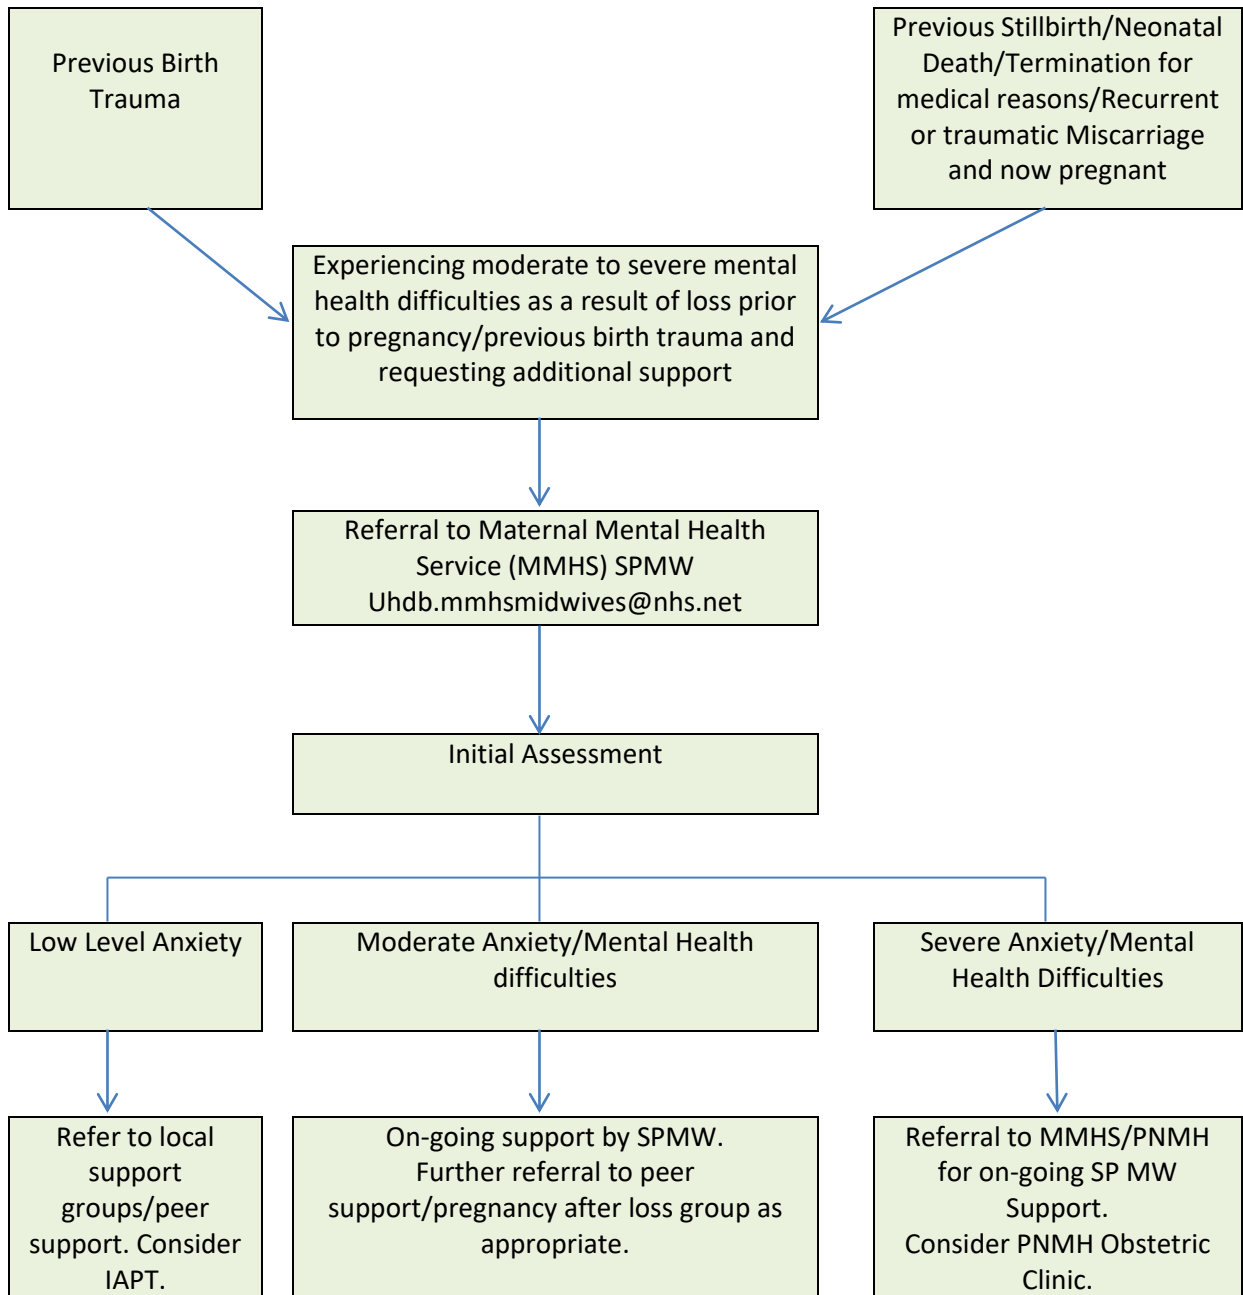 Previous Birth
Trauma
Previous Stillbirth/Neonatal
Death/Termination for
medical reasons/Recurrent
or traumatic Miscarriage
and now pregnant
Experiencing moderate to severe mental
health difficulties as a result of loss prior
to pregnancy/previous birth trauma and
requesting additional support
Referral to Maternal Mental Health
Service (MMHS) SPMW
Uhdb.mmhsmidwives@nhs.net
Initial Assessment
Low Level Anxiety
Moderate Anxiety/Mental Health
difficulties
Severe Anxiety/Mental
Health Difficulties
Refer to local
support
groups/peer
support. Consider
IAPT.
On-going support by SPMW.
Further referral to peer
support/pregnancy after loss group as
appropriate.
Referral to MMHS/PNMH
for on-going SP MW
Support.
Consider PNMH Obstetric
Clinic.